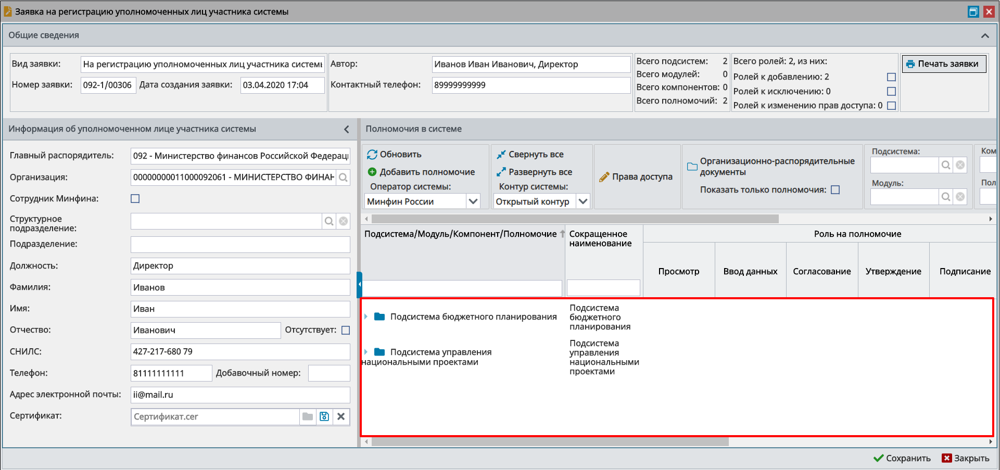 Заявка на регистрацию уполномоченных лиц участника системы
Общие сведения
Вид заявки: На регистрацию уполномоченных лиц участника системы
Номер заявки: 092-1/00306 Дата создания заявки: 03.04.2020 17:04
Автор: Иванов Иван Иванович, Директор
Контактный телефон: 89999999999
Всего подсистем: 2
Всего модулей: 0
Всего компонентов: 0
Всего полномочий: 2
Всего ролей: 2, из них:
Ролей к добавлению: 2
Ролей к исключению: 0
Ролей к изменению прав доступа: 0
Печать заявки
Информация об уполномоченном лице участника системы
Главный распорядитель: 092 - Министерство финансов Российской Федерац
Организация: 00000000011000092061 - МИНИСТЕРСТВО ФИНАН
Сотрудник Минфина:
Структурное
подразделение:
Подразделение:
Должность: Директор
Фамилия: Иванов
Имя: Иван
Отчество: Иванович Отсутствует:
СНИЛС: 427-217-680 79
Телефон: 81111111111 Добавочный номер:
Адрес электронной почты: ii@mail.ru
Сертификат: Сертификат.cer
Полномочия в системе
Обновить
Добавить полномочие
Оператор системы:
Минфин России
Свернуть все
Развернуть все
Контур системы:
Открытый контур
Права доступа
Организационно-распорядительные
документы
Показать только полномочия:
Подсистема:
Модуль:
Ком
Пол
Подсистема/Модуль/Компонент/Полномочие
Сокращенное
наименование
Роль на полномочие
Просмотр Ввод данных Согласование Утверждение Подписание
Подсистема бюджетного планирования
Подсистема
бюджетного
планирования
Подсистема управления
национальными проектами
Подсистема
управления
национальными
проектами
Сохранить Закрыть